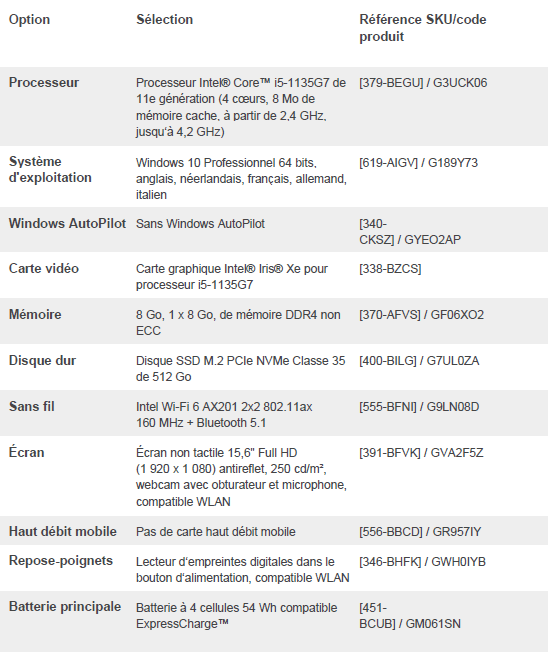 Option Sélection Référence SKU/code
produit
Processeur Processeur Intel® Core™ i5-1135G7 de [379-BEGU] / G3UCK06
11e génération (4 cœurs, 8 Mo de
mémoire cache, à partir de 2,4 GHz,
jusqu'à 4,2 GHz)
Système Windows 10 Professionnel 64 bits, [619-AIGV] / G189Y73
d'exploitation anglais, néerlandais, français, allemand,
italien
Windows AutoPilot Sans Windows AutoPilot [340-
CKSZ] / GYEO2AP
Carte vidéo Carte graphique Intel® Iris® Xe pour [338-BZCS]
processeur i5-1135G7
Mémoire 8 Go, 1 x 8 Go, de mémoire DDR4 non [370-AFVS] / GF06XO2
ECC
Disque dur Disque SSD M.2 PCIe NVMe Classe 35 [400-BILG] / G7UL0ZA
de 512 Go
Sans fil Intel Wi-Fi 6 AX201 2x2 802.11ax [555-BFNI] / G9LN08D
160 MHz + Bluetooth 5.1
Écran Écran non tactile 15,6" Full HD [391-BFVK] / GVA2F5Z
(1 920 x 1 080) antireflet, 250 cd/m²,
webcam avec obturateur et microphone,
compatible WLAN
Haut débit mobile Pas de carte haut débit mobile [556-BBCD] / GR957IY
Repose-poignets Lecteur d'empreintes digitales dans le [346-BHFK] / GWH0IYB
bouton d'alimentation, compatible WLAN
Batterie principale Batterie à 4 cellules 54 Wh compatible [451-
ExpressCharge™ BCUB] / GM061SN